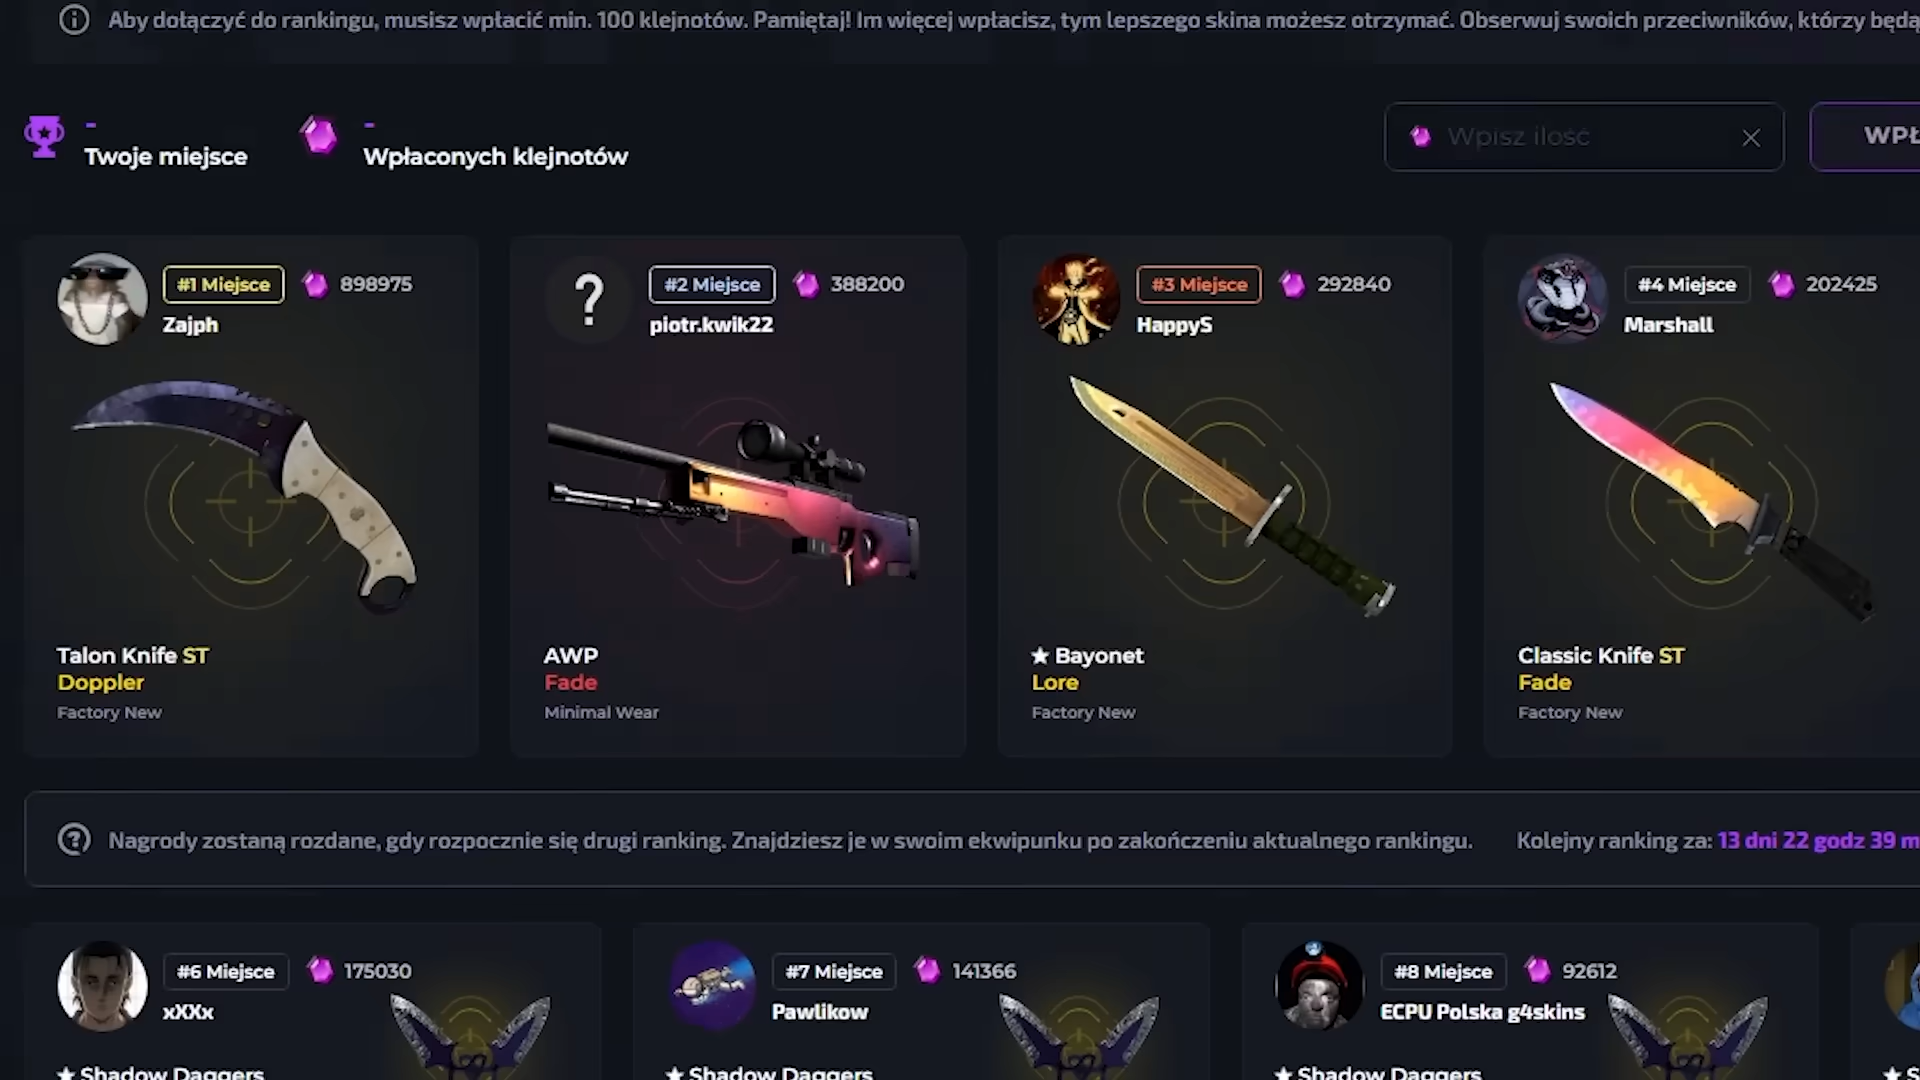 Aby dołączyć do rankingu, musisz wpłacić min. 100 klejnotów. Pamiętaj! Im więcej wpłacisz, tym lepszego skina możesz otrzymać. Obserwuj swoich przeciwników, którzy będą
-
Twoje miejsce
-
Wpłaconych klejnotów
Wpisz ilość
WPŁ
#1 Miejsce 898975
Zajph
Talon Knife ST
Doppler
Factory New
#2 Miejsce 388200
piotr.kwik22
AWP
Fade
Minimal Wear
#3 Miejsce 292840
HappyS
★ Bayonet
Lore
Factory New
#4 Miejsce 202425
Marshall
Classic Knife ST
Fade
Factory New
Nagrody zostaną rozdane, gdy rozpocznie się drugi ranking. Znajdziesz je w swoim ekwipunku po zakończeniu aktualnego rankingu.
Kolejny ranking za: 13 dni 22 godz 39 m
#6 Miejsce 175030
xXXx
★ Shadow Daggers
#7 Miejsce 141366
Pawlikow
★ Shadow Daggers
#8 Miejsce 92612
ECPU Polska g4skins
★ Shadow Daggers
★ S